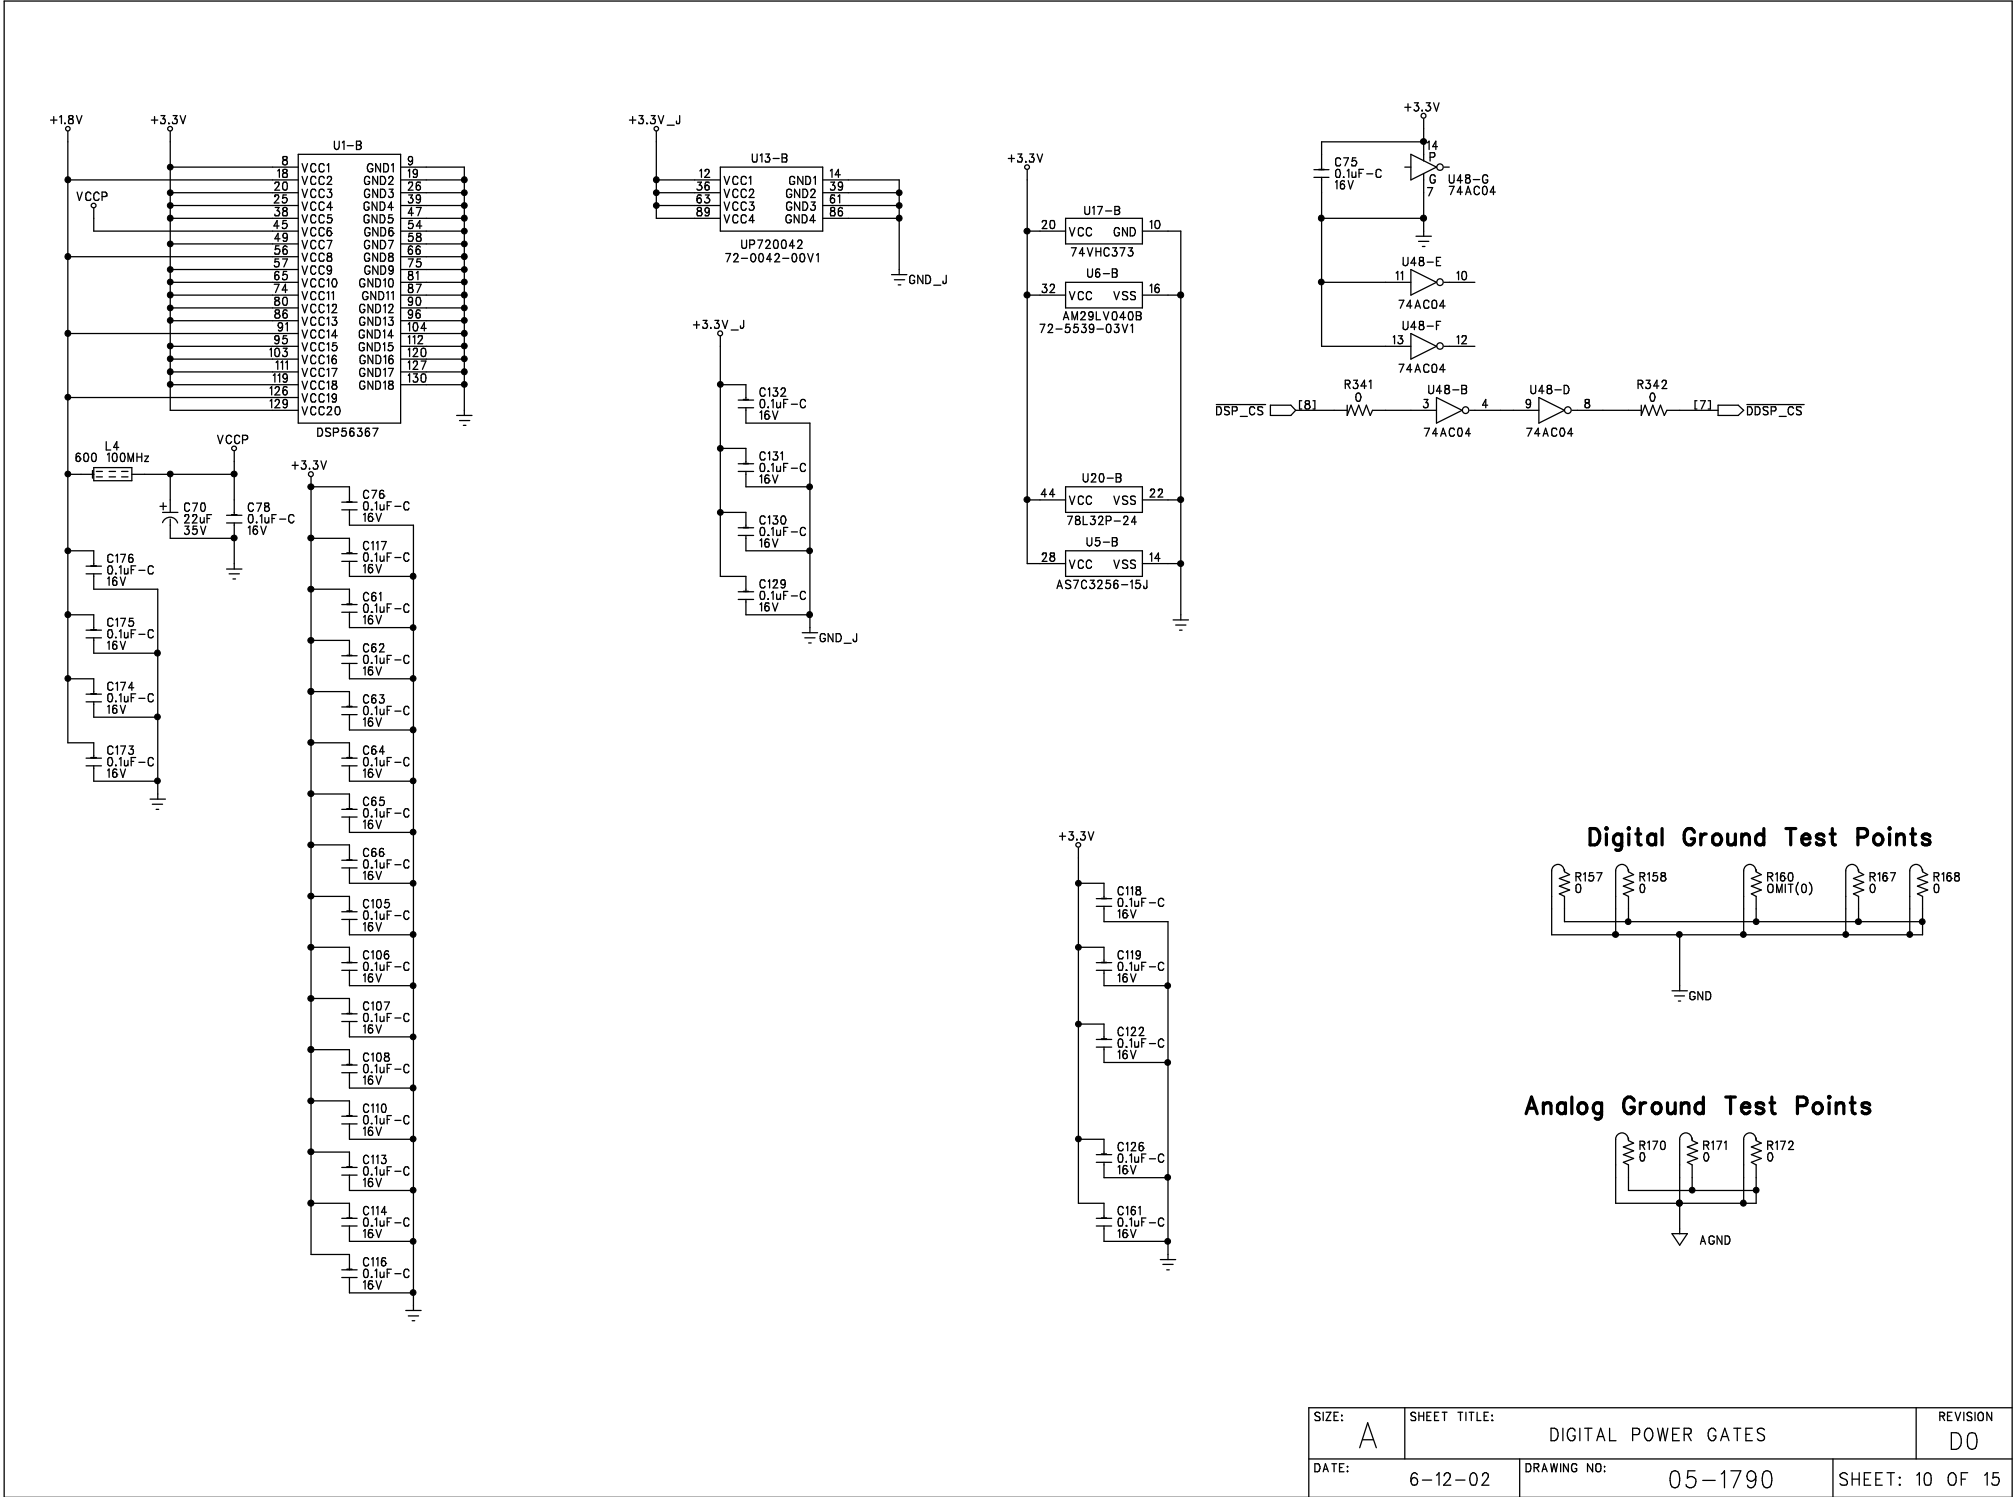 +1.8V
+3.3V
VCCP
U1-B
8 VCC1 GND1 9
18 VCC2 GND2 19
20 VCC3 GND3 26
25 VCC4 GND4 39
38 VCC5 GND5 47
45 VCC6 GND6 54
49 VCC7 GND7 58
56 VCC8 GND8 66
57 VCC9 GND9 75
65 VCC10 GND10 81
74 VCC11 GND11 87
80 VCC12 GND12 90
86 VCC13 GND13 96
91 VCC14 GND14 104
95 VCC15 GND15 112
103 VCC16 GND16 120
111 VCC17 GND17 127
119 VCC18 GND18 130
126 VCC19
129 VCC20
DSP56367
L4
600 100MHz
VCCP
+ C70
22uF
35V
C78
0.1uF-C
16V
C176
0.1uF-C
16V
C175
0.1uF-C
16V
C174
0.1uF-C
16V
C173
0.1uF-C
16V
+3.3V
C76
0.1uF-C
16V
C117
0.1uF-C
16V
C61
0.1uF-C
16V
C62
0.1uF-C
16V
C63
0.1uF-C
16V
C64
0.1uF-C
16V
C65
0.1uF-C
16V
C66
0.1uF-C
16V
C105
0.1uF-C
16V
C106
0.1uF-C
16V
C107
0.1uF-C
16V
C108
0.1uF-C
16V
C110
0.1uF-C
16V
C113
0.1uF-C
16V
C114
0.1uF-C
16V
C116
0.1uF-C
16V
+3.3V_J
U13-B
12 VCC1 GND1 14
36 VCC2 GND2 39
63 VCC3 GND3 61
89 VCC4 GND4 86
UP720042
72-0042-00V1
GND_J
+3.3V_J
C132
0.1uF-C
16V
C131
0.1uF-C
16V
C130
0.1uF-C
16V
C129
0.1uF-C
16V
GND_J
+3.3V
U17-B
20 VCC GND 10
74VHC373
U6-B
32 VCC VSS 16
AM29LV040B
72-5539-03V1
U20-B
44 VCC VSS 22
78L32P-24
U5-B
28 VCC VSS 14
AS7C3256-15J
+3.3V
C118
0.1uF-C
16V
C119
0.1uF-C
16V
C122
0.1uF-C
16V
C126
0.1uF-C
16V
C161
0.1uF-C
16V
+3.3V
C75
0.1uF-C
16V
14
P
G
7
U48-G
74AC04
U48-E
11 10
74AC04
U48-F
13 12
74AC04
DSP_CS [8]
R341
0
U48-B
3 4
74AC04
U48-D
9 8
74AC04
R342
0
[7] DDSP_CS
Digital Ground Test Points
R157
0
R158
0
R160
OMIT(0)
R167
0
R168
0
GND
Analog Ground Test Points
R170
0
R171
0
R172
0
AGND
SIZE: A
SHEET TITLE: DIGITAL POWER GATES
REVISION D0
DATE: 6-12-02
DRAWING NO: 05-1790
SHEET: 10 OF 15